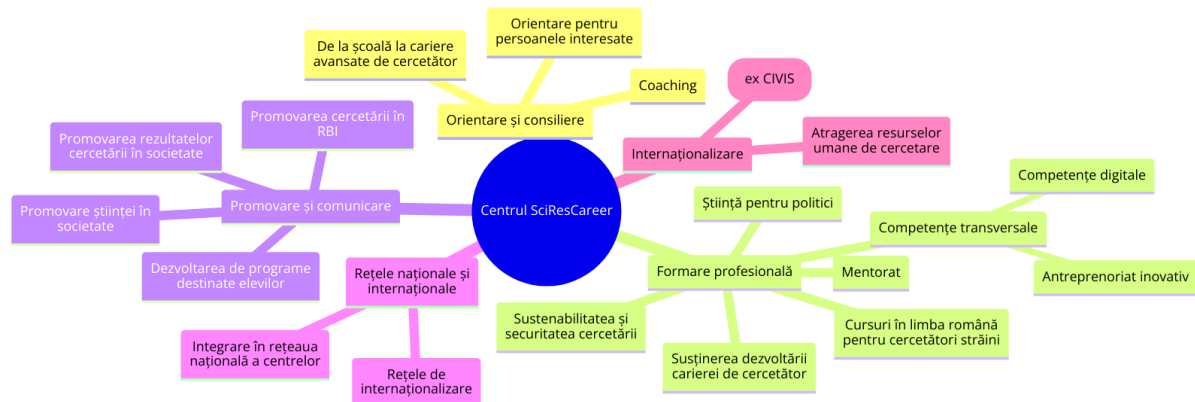 Orientare pentru
persoanele interesate
De la școală la cariere
avansate de cercetător
Coaching
Orientare și consiliere
ex CIVIS
Atragerea resurselor
umane de cercetare
Internaționalizare
Promovarea cercetării în
RBI
Promovarea rezultatelor
cercetării în societate
Promovare științei în
societate
Promovare și comunicare
Dezvoltarea de programe
destinate elevilor
Centrul SciResCareer
Rețele naționale și
internaționale
Integrare în rețeaua
națională a centrelor
Rețele de
internaționalizare
Formare profesională
Știință pentru politici
Competențe transversale
Competențe digitale
Antreprenoriat inovativ
Mentorat
Cursuri în limba română
pentru cercetători străini
Susținerea dezvoltării
carierei de cercetător
Sustenabilitatea și
securitatea cercetării